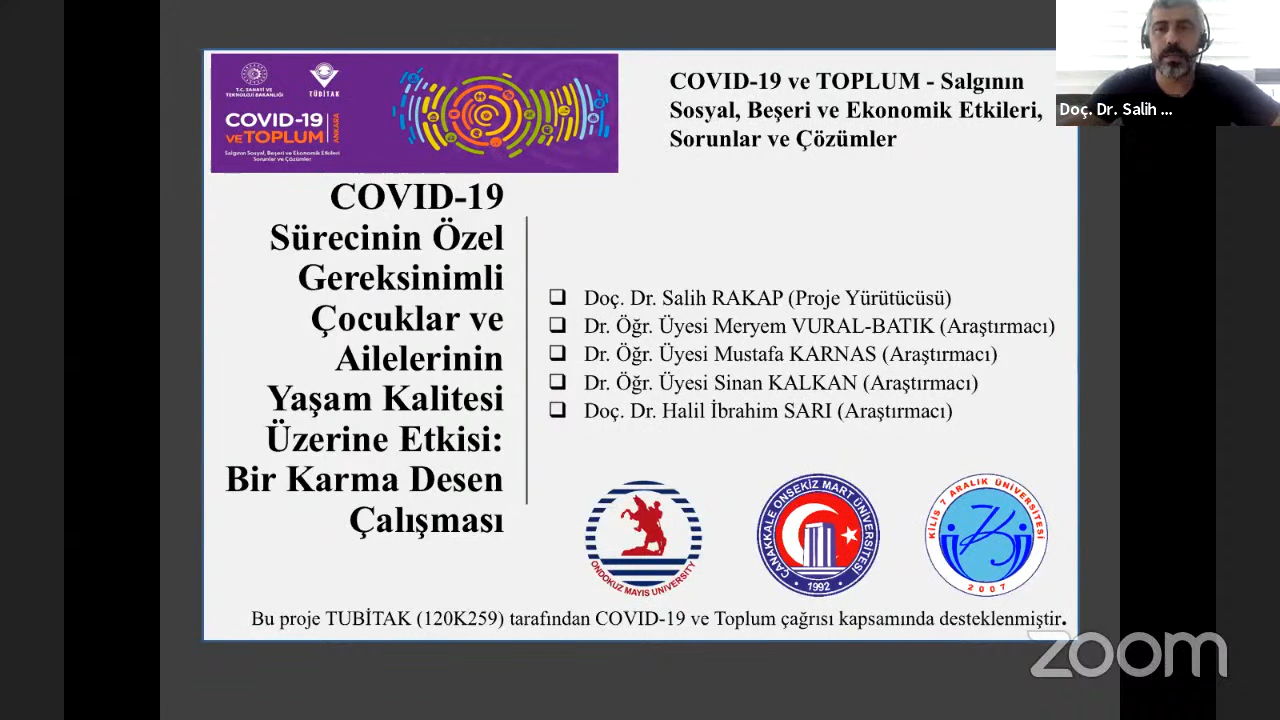 T.C. SANAYİ VE
TEKNOLOJİ BAKANLIĞI
TÜBİTAK
COVID-19
VE TOPLUM
ANKARA
Salgının Sosyal, Beşeri ve Ekonomik Etkileri
Sorunlar ve Çözümler
COVID-19 ve TOPLUM - Salgının
Sosyal, Beşeri ve Ekonomik Etkileri,
Sorunlar ve Çözümler
Doç. Dr. Salih ...
COVID-19
Sürecinin Özel
Gereksinimli
Çocuklar ve
Ailelerinin
Yaşam Kalitesi
Üzerine Etkisi:
Bir Karma Desen
Çalışması
Doç. Dr. Salih RAKAP (Proje Yürütücüsü)
Dr. Öğr. Üyesi Meryem VURAL-BATIK (Araştırmacı)
Dr. Öğr. Üyesi Mustafa KARNAS (Araştırmacı)
Dr. Öğr. Üyesi Sinan KALKAN (Araştırmacı)
Doç. Dr. Halil İbrahim SARI (Araştırmacı)
ONDOKUZ MAYIS UNIVERSITY
ÇANAKKALE ONSEKİZ MART ÜNİVERSİTESİ
1992
KİLİS 7 ARALIK ÜNİVERSİTESİ
2007
Bu proje TUBİTAK (120K259) tarafından COVID-19 ve Toplum çağrısı kapsamında desteklenmiştir.
zoom